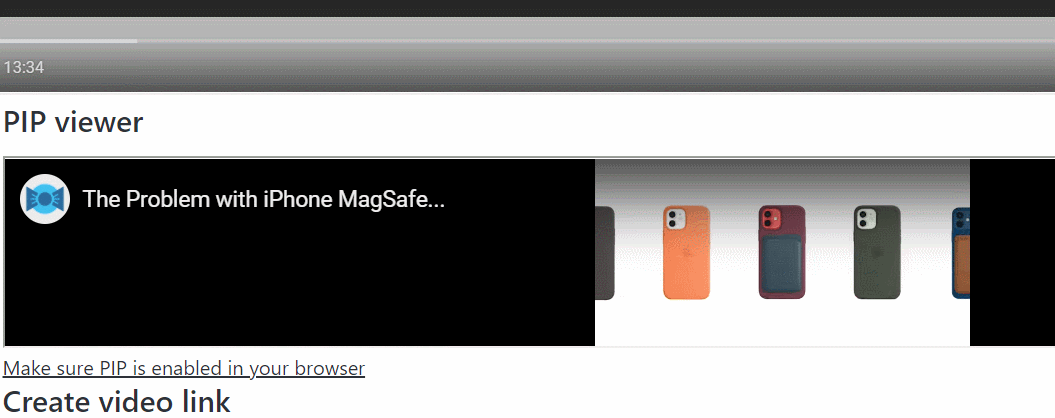 13:34
PIP viewer
The Problem with iPhone MagSafe...
Make sure PIP is enabled in your browser
Create video link